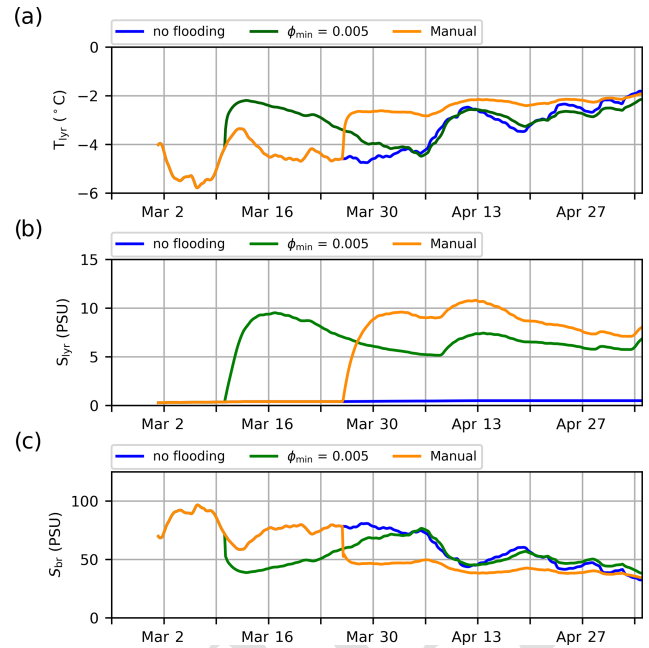 (a)
no flooding ϕmin = 0.005 Manual
0
−2
−4
−6
Tlyr (°C)
Mar 2 Mar 16 Mar 30 Apr 13 Apr 27
(b)
no flooding ϕmin = 0.005 Manual
15
10
5
0
Slyr (PSU)
Mar 2 Mar 16 Mar 30 Apr 13 Apr 27
(c)
no flooding ϕmin = 0.005 Manual
100
50
0
Sbr (PSU)
Mar 2 Mar 16 Mar 30 Apr 13 Apr 27